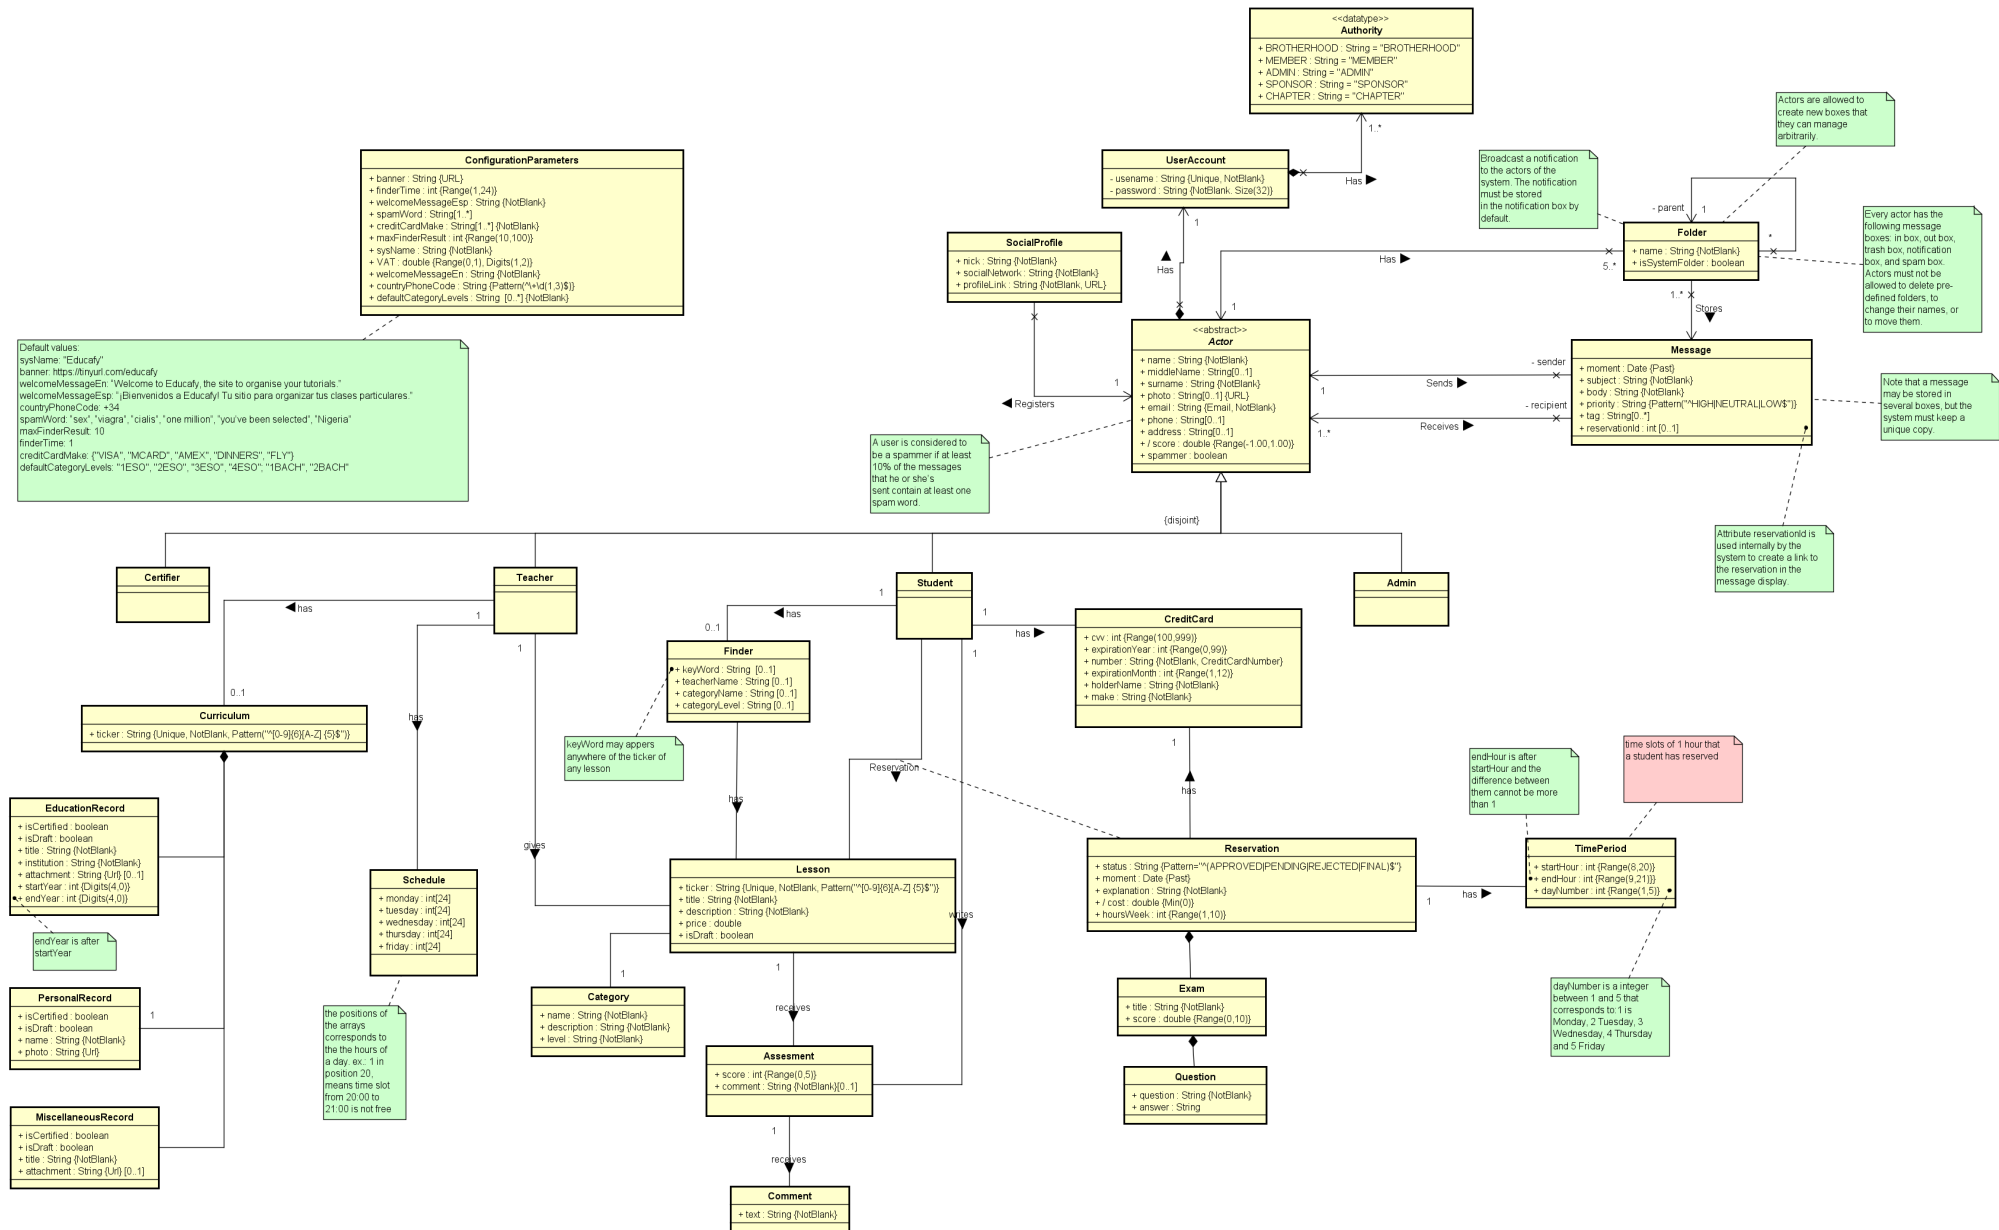 <<datatype>>
Authority
+ BROTHERHOOD : String = "BROTHERHOOD"
+ MEMBER : String = "MEMBER"
+ ADMIN : String = "ADMIN"
+ SPONSOR : String = "SPONSOR"
+ CHAPTER : String = "CHAPTER"
1..*
Has
UserAccount
- usename : String {Unique, NotBlank}
- password : String {NotBlank. Size(32)}
1
Has
ConfigurationParameters
+ banner : String {URL}
+ finderTime : int {Range(1,24)}
+ welcomeMessageEsp : String {NotBlank}
+ spamWord : String[1..*]
+ creditCardMake : String[1..*] {NotBlank}
+ maxFinderResult : int {Range(10,100)}
+ sysName : String {NotBlank}
+ VAT : double {Range(0,1), Digits(1,2)}
+ welcomeMessageEn : String {NotBlank}
+ countryPhoneCode : String {Pattern(^\+\d(1,3)$)}
+ defaultCategoryLevels : String [0..*] {NotBlank}
Default values:
sysName: "Educafy"
banner: https://tinyurl.com/educafy
welcomeMessageEn: "Welcome to Educafy, the site to organise your tutorials."
welcomeMessageEsp: "¡Bienvenidos a Educafy! Tu sitio para organizar tus clases particulares."
countryPhoneCode: +34
spamWord: "sex", "viagra", "cialis", "one million", "you've been selected", "Nigeria"
maxFinderResult: 10
finderTime: 1
creditCardMake: {"VISA", "MCARD", "AMEX", "DINNERS", "FLY"}
defaultCategoryLevels: "1ESO", "2ESO", "3ESO", "4ESO"; "1BACH", "2BACH"
SocialProfile
+ nick : String {NotBlank}
+ socialNetwork : String {NotBlank}
+ profileLink : String {NotBlank, URL}
1
Registers
Broadcast a notification
to the actors of the
system. The notification
must be stored
in the notification box by
default.
Actors are allowed to
create new boxes that
they can manage
arbitrarily.
- parent
1
*
Folder
+ name : String {NotBlank}
+ isSystemFolder : boolean
Has
5..*
1
1..*
Stores
Every actor has the
following message
boxes: in box, out box,
trash box, notification
box, and spam box.
Actors must not be
allowed to delete pre-
defined folders, to
change their names, or
to move them.
<<abstract>>
Actor
+ name : String {NotBlank}
+ middleName : String[0..1]
+ surname : String {NotBlank}
+ photo : String[0..1] {URL}
+ email : String {Email, NotBlank}
+ phone : String[0..1]
+ address : String[0..1]
+ / score : double {Range(-1.00,1.00)}
+ spammer : boolean
A user is considered to
be a spammer if at least
10% of the messages
that he or she's
sent contain at least one
spam word.
Message
+ moment : Date {Past}
+ subject : String {NotBlank}
+ body : String {NotBlank}
+ priority : String {Pattern("^HIGH|NEUTRAL|LOW$")}
+ tag : String[0..*]
+ reservationId : int [0..1]
- sender
Sends
1
- recipient
Receives
1..*
Note that a message
may be stored in
several boxes, but the
system must keep a
unique copy.
Attribute reservationId is
used internally by the
system to create a link to
the reservation in the
message display.
{disjoint}
Certifier
Teacher
Student
Admin
has
0..1
1
has
1
gives
1
has
0..1
1
has
1
writes
Finder
+ keyWord : String [0..1]
+ teacherName : String [0..1]
+ categoryName : String [0..1]
+ categoryLevel : String [0..1]
keyWord may appers
anywhere of the ticker of
any lesson
has
CreditCard
+ cvv : int {Range(100,999)}
+ expirationYear : int {Range(0,99)}
+ number : String {NotBlank, CreditCardNumber}
+ expirationMonth : int {Range(1,12)}
+ holderName : String {NotBlank}
+ make : String {NotBlank}
1
has
Reservation
Curriculum
+ ticker : String {Unique, NotBlank, Pattern("^[0-9]{6}[A-Z] {5}$")}
EducationRecord
+ isCertified : boolean
+ isDraft : boolean
+ title : String {NotBlank}
+ institution : String {NotBlank}
+ attachment : String {Url} [0..1]
+ startYear : int {Digits(4,0)}
+ endYear : int {Digits(4,0)}
endYear is after
startYear
PersonalRecord
+ isCertified : boolean
+ isDraft : boolean
+ name : String {NotBlank}
+ photo : String {Url}
1
MiscellaneousRecord
+ isCertified : boolean
+ isDraft : boolean
+ title : String {NotBlank}
+ attachment : String {Url} [0..1]
Schedule
+ monday : int[24]
+ tuesday : int[24]
+ wednesday : int[24]
+ thursday : int[24]
+ friday : int[24]
the positions of
the arrays
corresponds to
the the hours of
a day. ex.: 1 in
position 20,
means time slot
from 20:00 to
21:00 is not free
Lesson
+ ticker : String {Unique, NotBlank, Pattern("^[0-9]{6}[A-Z] {5}$")}
+ title : String {NotBlank}
+ description : String {NotBlank}
+ price : double
+ isDraft : boolean
1
Category
+ name : String {NotBlank}
+ description : String {NotBlank}
+ level : String {NotBlank}
1
receives
Assesment
+ score : int {Range(0,5)}
+ comment : String {NotBlank}[0..1]
1
receives
Comment
+ text : String {NotBlank}
Reservation
+ status : String {Pattern="^(APPROVED|PENDING|REJECTED|FINAL)$"}
+ moment : Date {Past}
+ explanation : String {NotBlank}
+ / cost : double {Min(0)}
+ hoursWeek : int {Range(1,10)}
1
has
Exam
+ title : String {NotBlank}
+ score : double {Range(0,10)}
Question
+ question : String {NotBlank}
+ answer : String
endHour is after
startHour and the
difference between
them cannot be more
than 1
time slots of 1 hour that
a student has reserved
TimePeriod
+ startHour : int {Range(8,20)}
+ endHour : int {Range(9,21)}
+ dayNumber : int {Range(1,5)}
dayNumber is a integer
between 1 and 5 that
corresponds to:1 is
Monday, 2 Tuesday, 3
Wednesday, 4 Thursday
and 5 Friday